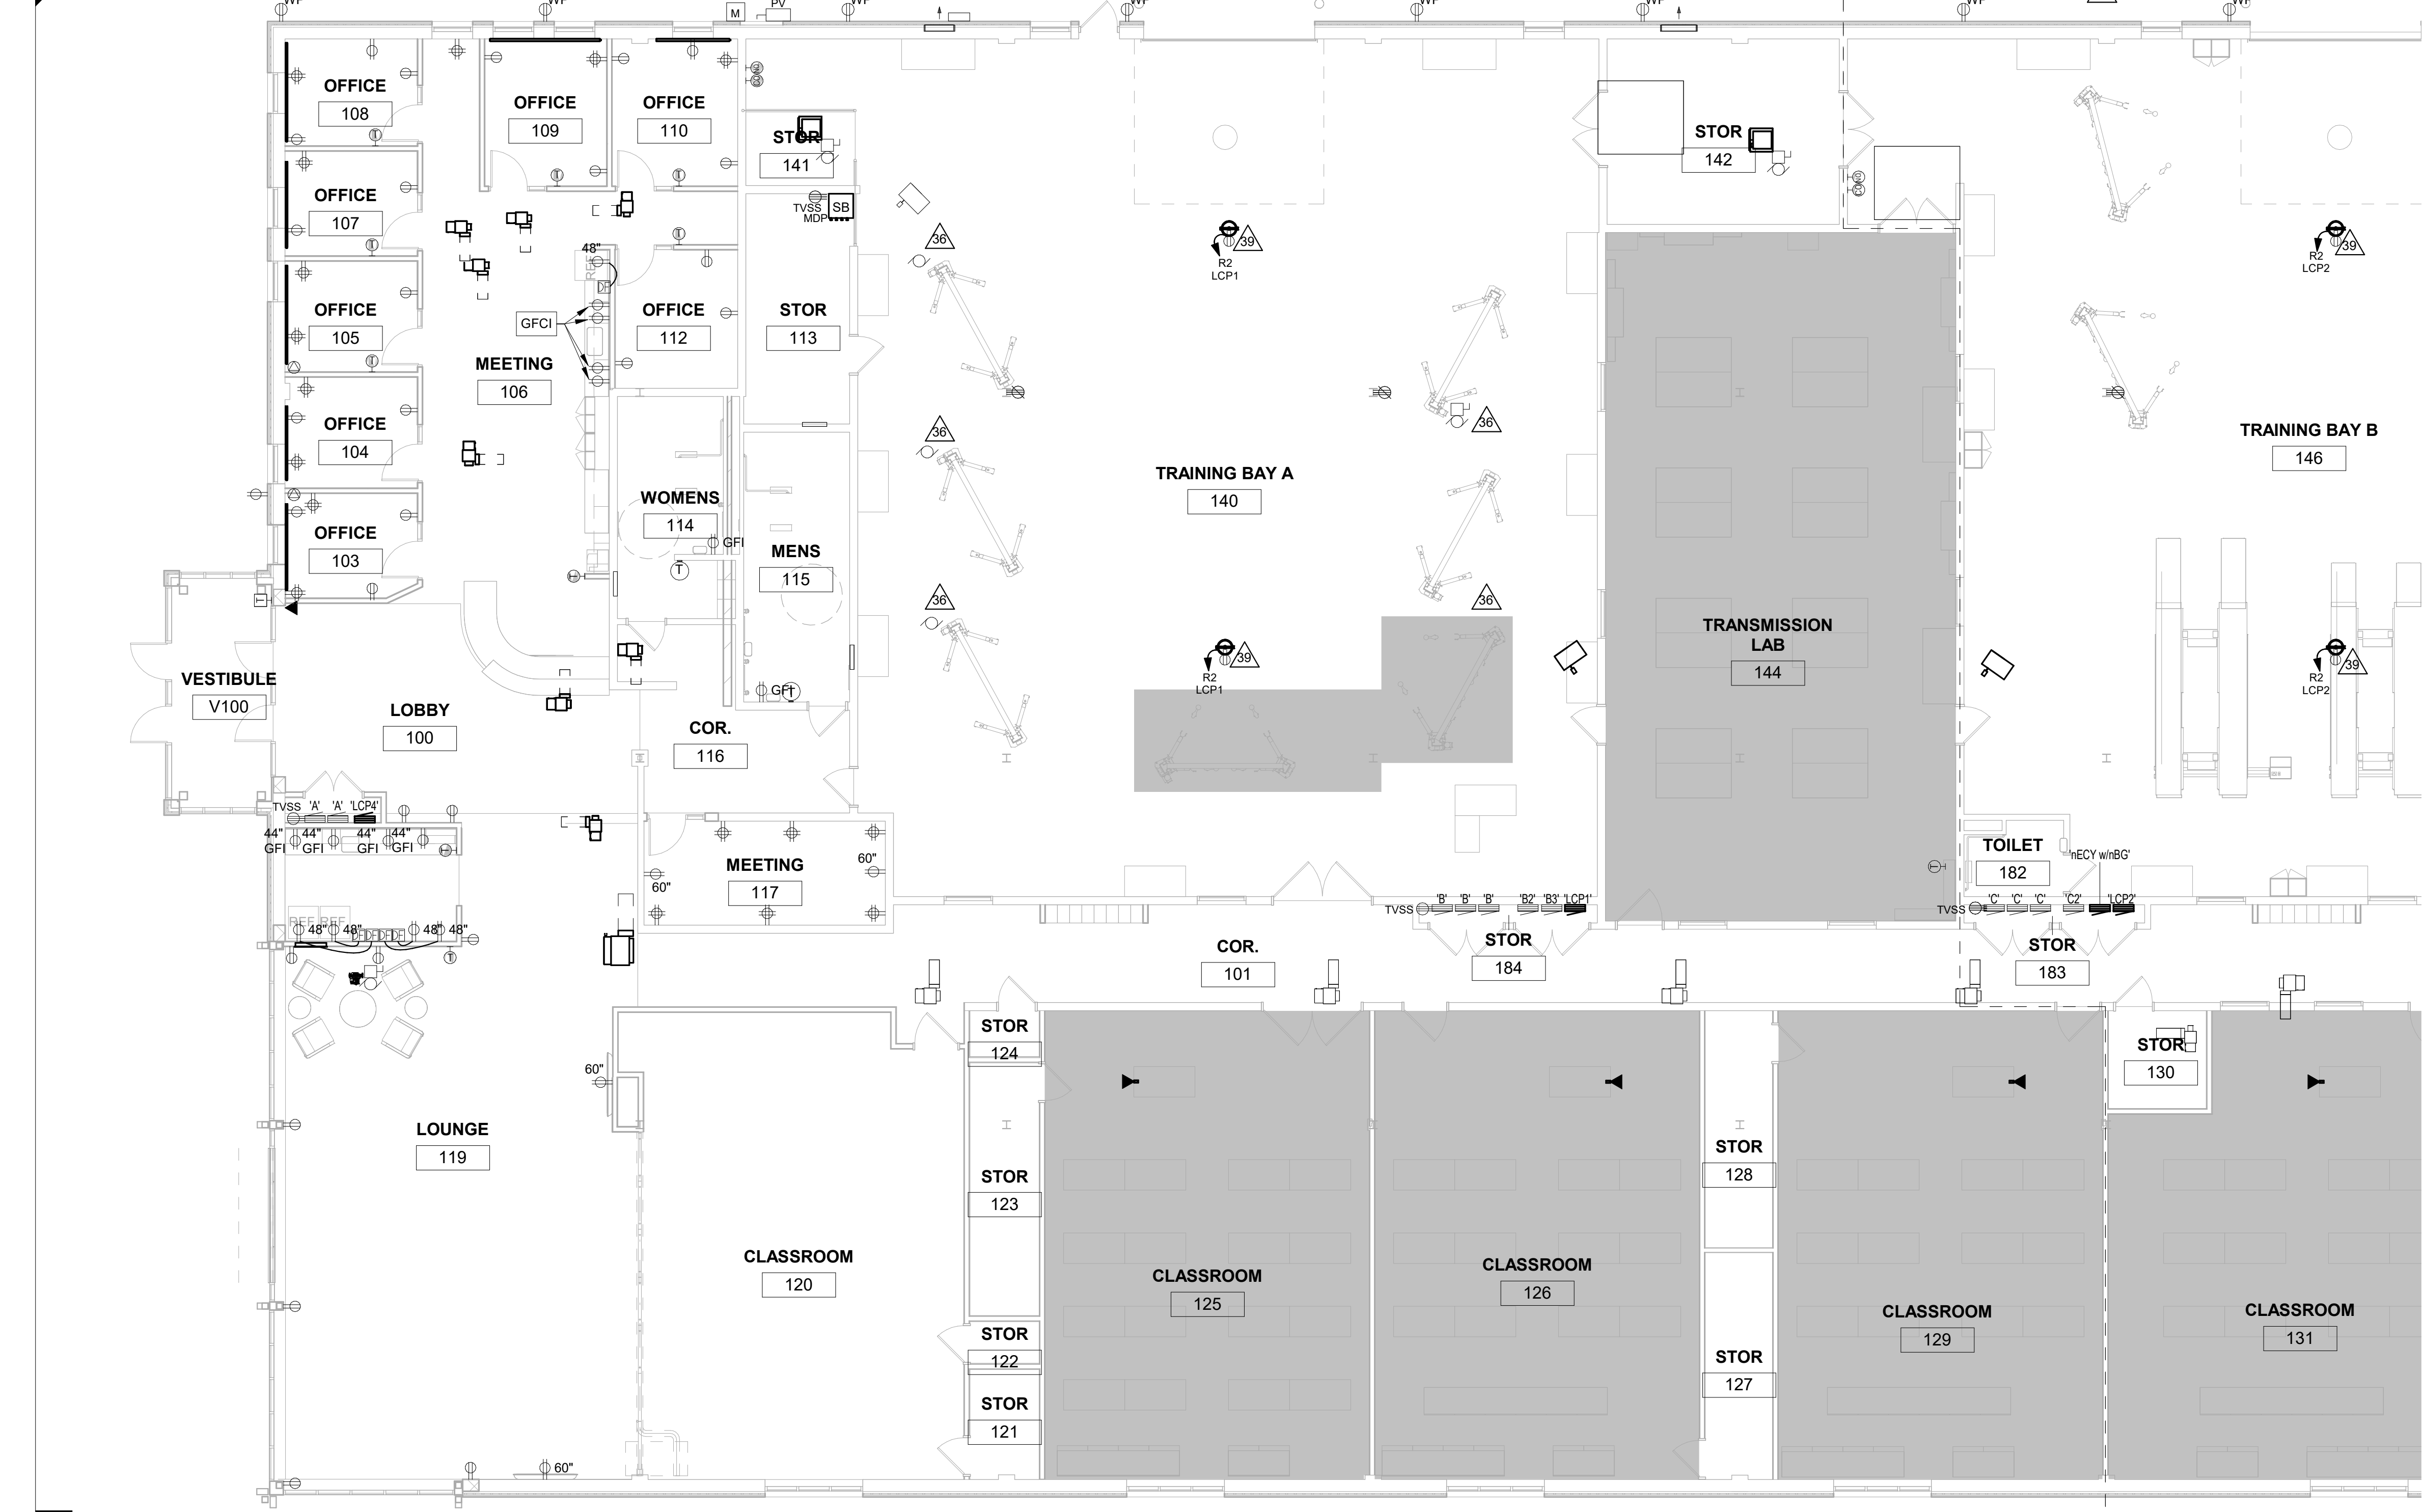 M
PV
OFFICE
108
OFFICE
109
OFFICE
110
STOR
141
STOR
142
OFFICE
107
TVSS
MDP
SB
36
39
R2
LCP1
39
R2
LCP2
48"
REF
GFCI
OFFICE
105
OFFICE
112
STOR
113
MEETING
106
OFFICE
104
36
36
TRAINING BAY A
140
TRAINING BAY B
146
WOMENS
114
GFI
T
OFFICE
103
MENS
115
GFI
T
36
36
39
R2
LCP1
TRANSMISSION
LAB
144
39
R2
LCP2
T
VESTIBULE
V100
LOBBY
100
COR.
116
TVSS
'A'
'A'
'LCP4'
44"
GFI
44"
GFI
44"
GFI
44"
GFI
MEETING
117
60"
60"
TOILET
182
'nECY w/nBG'
TVSS
'B'
'B'
'B'
'B2'
'B3'
'LCP1'
TVSS
'C'
'C'
'C'
'C2'
'LCP2'
REF
REF
48"
48"
48"
48"
T
COR.
101
STOR
184
STOR
183
STOR
124
STOR
130
60"
LOUNGE
119
STOR
123
STOR
128
CLASSROOM
120
CLASSROOM
125
CLASSROOM
126
CLASSROOM
129
CLASSROOM
131
STOR
122
STOR
127
STOR
121
60"